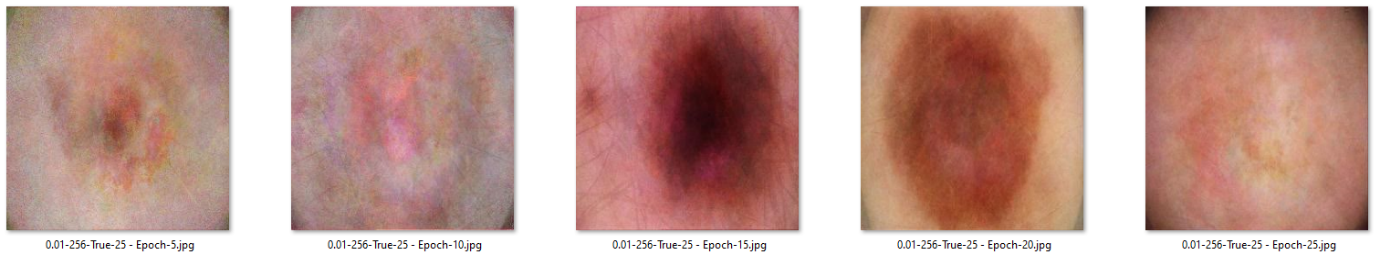 0.01-256-True-25 - Epoch-5.jpg
0.01-256-True-25 - Epoch-10.jpg
0.01-256-True-25 - Epoch-15.jpg
0.01-256-True-25 - Epoch-20.jpg
0.01-256-True-25 - Epoch-25.jpg